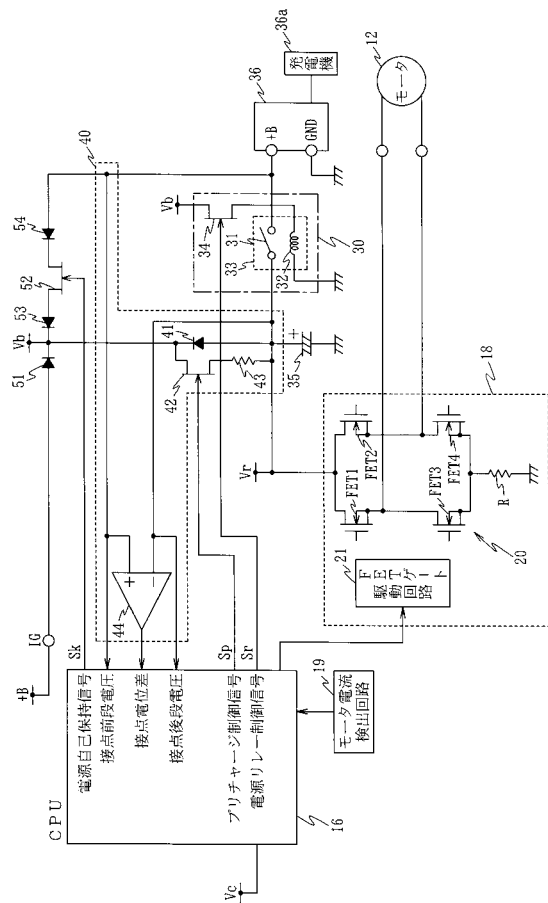 +B
IG
51
Vb
53
52
54
40
CPU
Sk
電源自己保持信号
接点前段電圧
接点電位差
接点後段電圧
Sp
プリチャージ制御信号
Sr
電源リレー制御信号
16
Vc
44
+
−
42
41
43
35
+
Vb
34
31
33
32
30
36
+B
GND
36a
発電機
Vr
19
モータ電流
検出回路
21
FETゲート
駆動回路
FET1
FET2
FET3
FET4
R
20
18
12
モータ